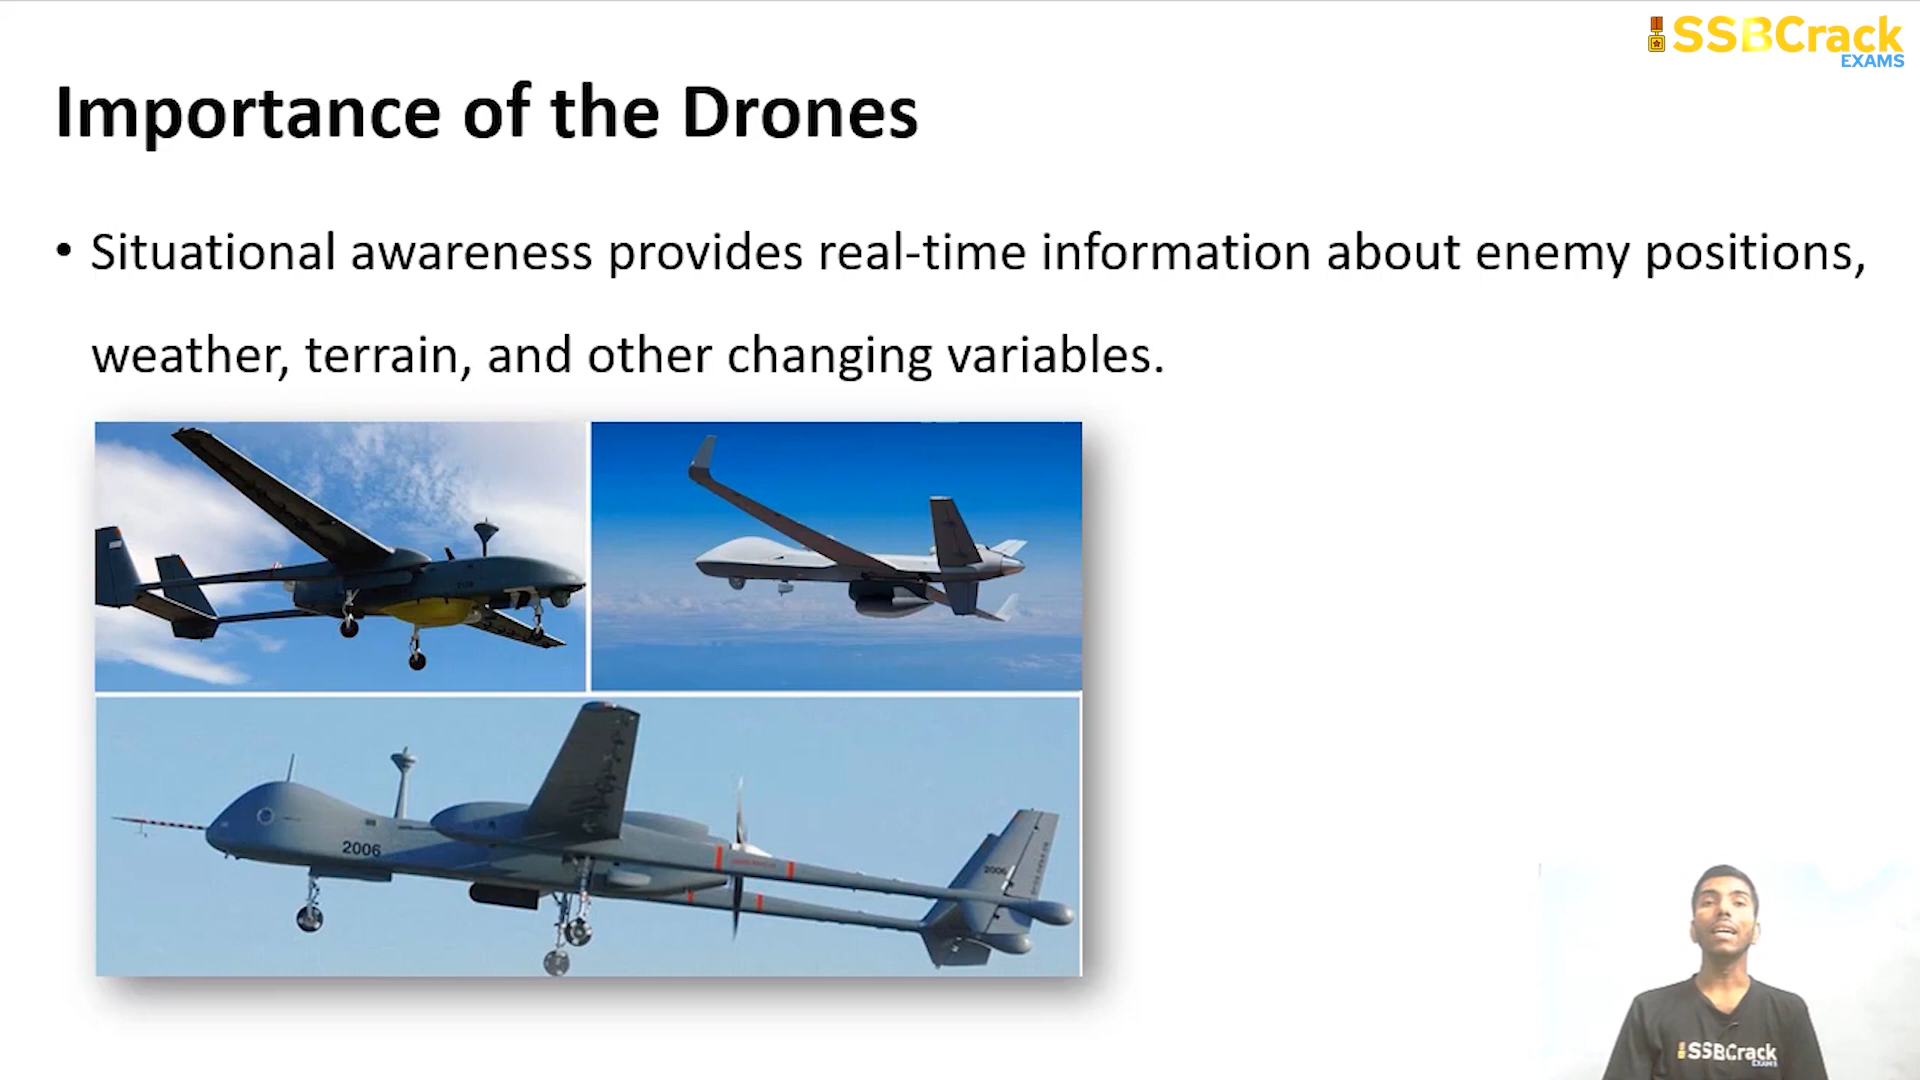 SSBCrack
EXAMS
Importance of the Drones
• Situational awareness provides real-time information about enemy positions,
weather, terrain, and other changing variables.
2006
2006
SSBCrack
EXAMS